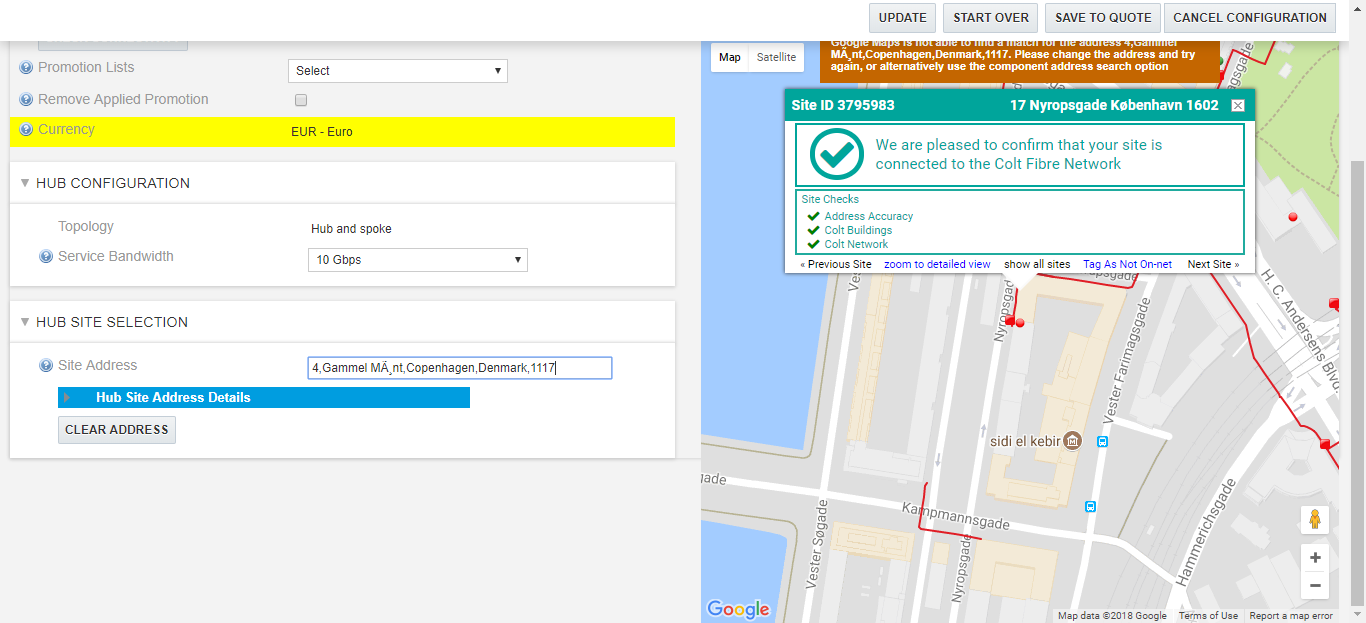 UPDATE
START OVER
SAVE TO QUOTE
CANCEL CONFIGURATION
Promotion Lists
Select
Remove Applied Promotion
Currency
EUR - Euro
HUB CONFIGURATION
Topology
Hub and spoke
Service Bandwidth
10 Gbps
HUB SITE SELECTION
Site Address
4,Gammel MÃ¸nt,Copenhagen,Denmark,1117
Hub Site Address Details
CLEAR ADDRESS
Map
Satellite
Google Maps is not able to find a match for the address 4,Gammel
MÃ¸nt,Copenhagen,Denmark,1117. Please change the address and try
again, or alternatively use the component address search option
Site ID 3795983
17 Nyropsgade København 1602
We are pleased to confirm that your site is
connected to the Colt Fibre Network
Site Checks
Address Accuracy
Colt Buildings
Colt Network
« Previous Site
zoom to detailed view
show all sites
Tag As Not On-net
Next Site »
Nyropsgad
H. C. Andersens Blvd
Vester Farimagsgade
sidi el kebir
Kampmannsgade
Vester Søgade
Nyropsgade
Hammerichsgade
Google
Map data ©2018 Google
Terms of Use
Report a map error